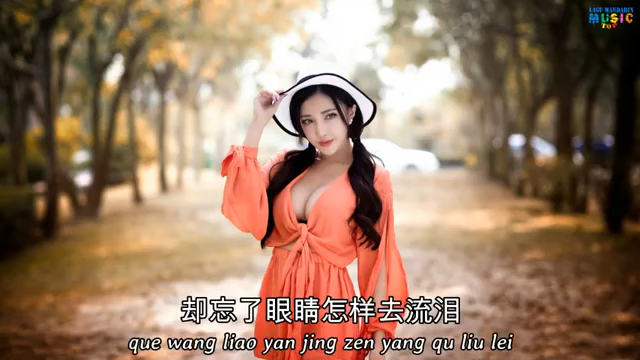 LAGU MANDARIN
MUSIC
TOP
却忘了眼睛怎样去流泪
que wang liao yan jing zen yang qu liu lei